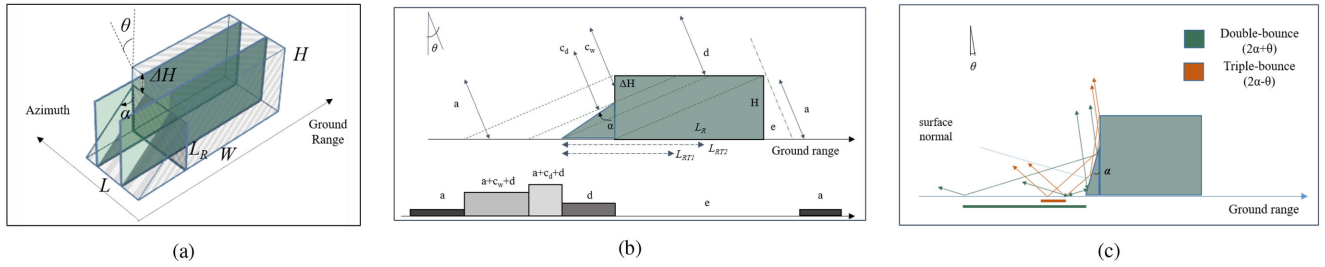 θ
H
ΔH
Azimuth
α
Ground
Range
L_R
W
L
(a)
c_d
c_w
d
θ
ΔH
a
H
a
α
L_R
e
L_RT2
Ground range
L_RT1
a+c_w+d
a+c_d+d
a
d
e
a
(b)
Double-bounce
(2α+θ)
θ
Triple-bounce
(2α-θ)
surface
normal
α
Ground range
(c)